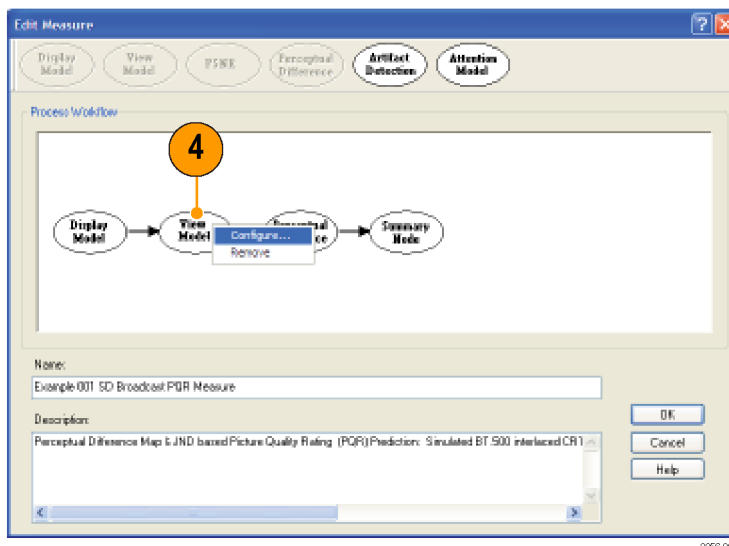 Edit Measure
Display Model
View Model
PSNR
Perceptual Difference
Artifact Detection
Attention Model
Process Workflow
4
Display Model
View Model
Summary Node
Configure...
Remove
Name:
Example 001 SD Broadcast PQR Measure
Description:
Perceptual Difference Map & JND based Picture Quality Rating (PQR) Prediction: Simulated BT.500 interlaced CRT
OK
Cancel
Help